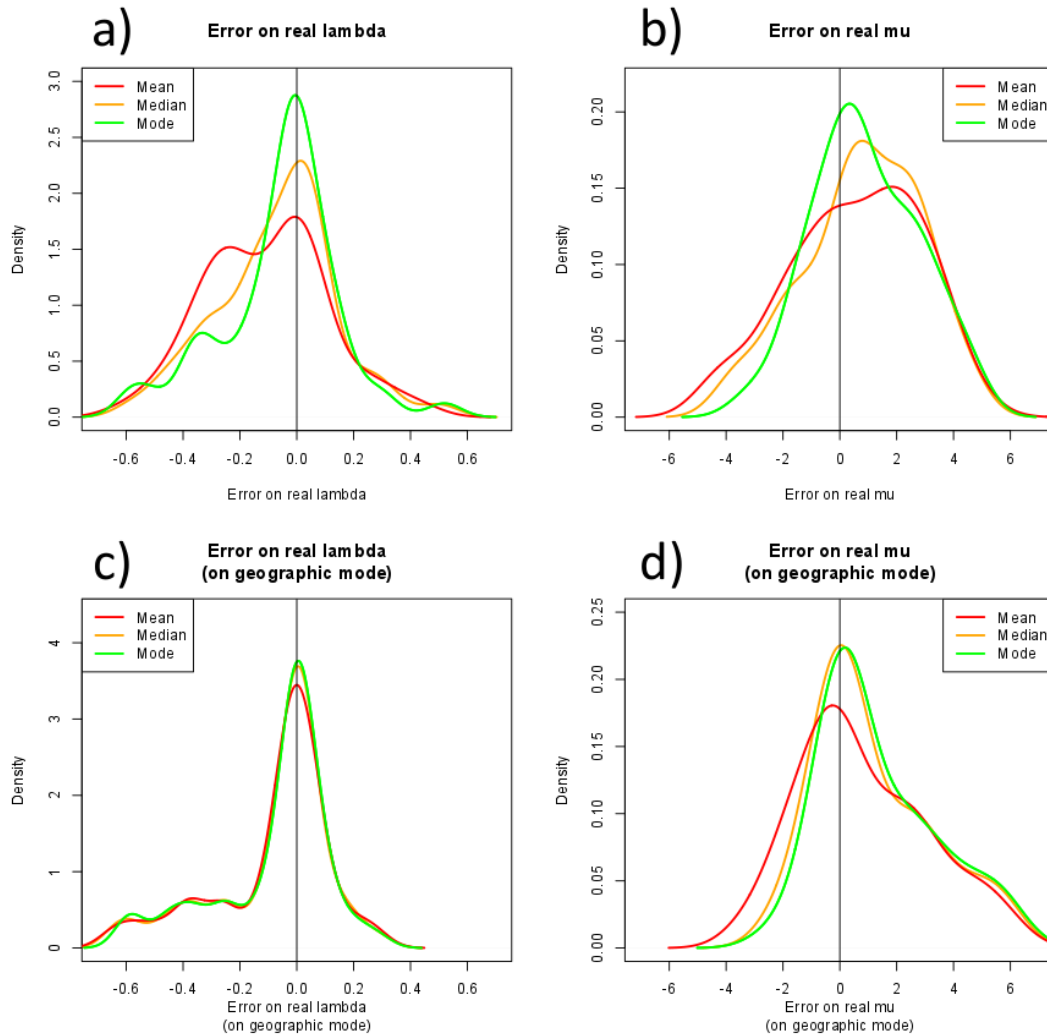 a)
Error on real lambda
Mean
Median
Mode
Density
0.0
0.5
1.0
1.5
2.0
2.5
3.0
-0.6 -0.4 -0.2 0.0 0.2 0.4 0.6
Error on real lambda
b)
Error on real mu
Mean
Median
Mode
Density
0.00
0.05
0.10
0.15
0.20
-6 -4 -2 0 2 4 6
Error on real mu
c)
Error on real lambda
(on geographic mode)
Mean
Median
Mode
Density
0
1
2
3
4
-0.6 -0.4 -0.2 0.0 0.2 0.4 0.6
Error on real lambda
(on geographic mode)
d)
Error on real mu
(on geographic mode)
Mean
Median
Mode
Density
0.00
0.05
0.10
0.15
0.20
0.25
-6 -4 -2 0 2 4 6
Error on real mu
(on geographic mode)